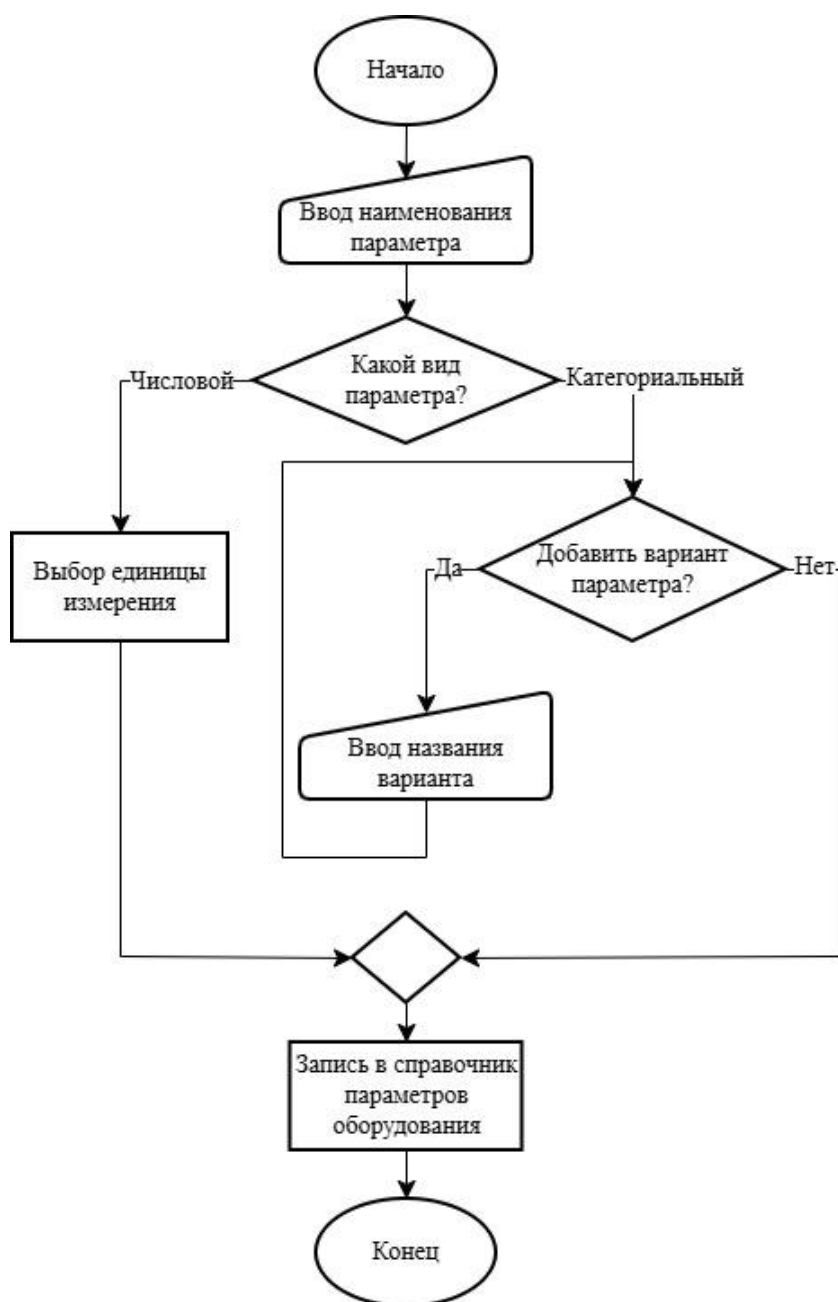 Начало
Ввод наименования
параметра
Какой вид
параметра?
Числовой
Категориальный
Выбор единицы
измерения
Добавить вариант
параметра?
Да
Нет
Ввод названия
варианта
Запись в справочник
параметров
оборудования
Конец